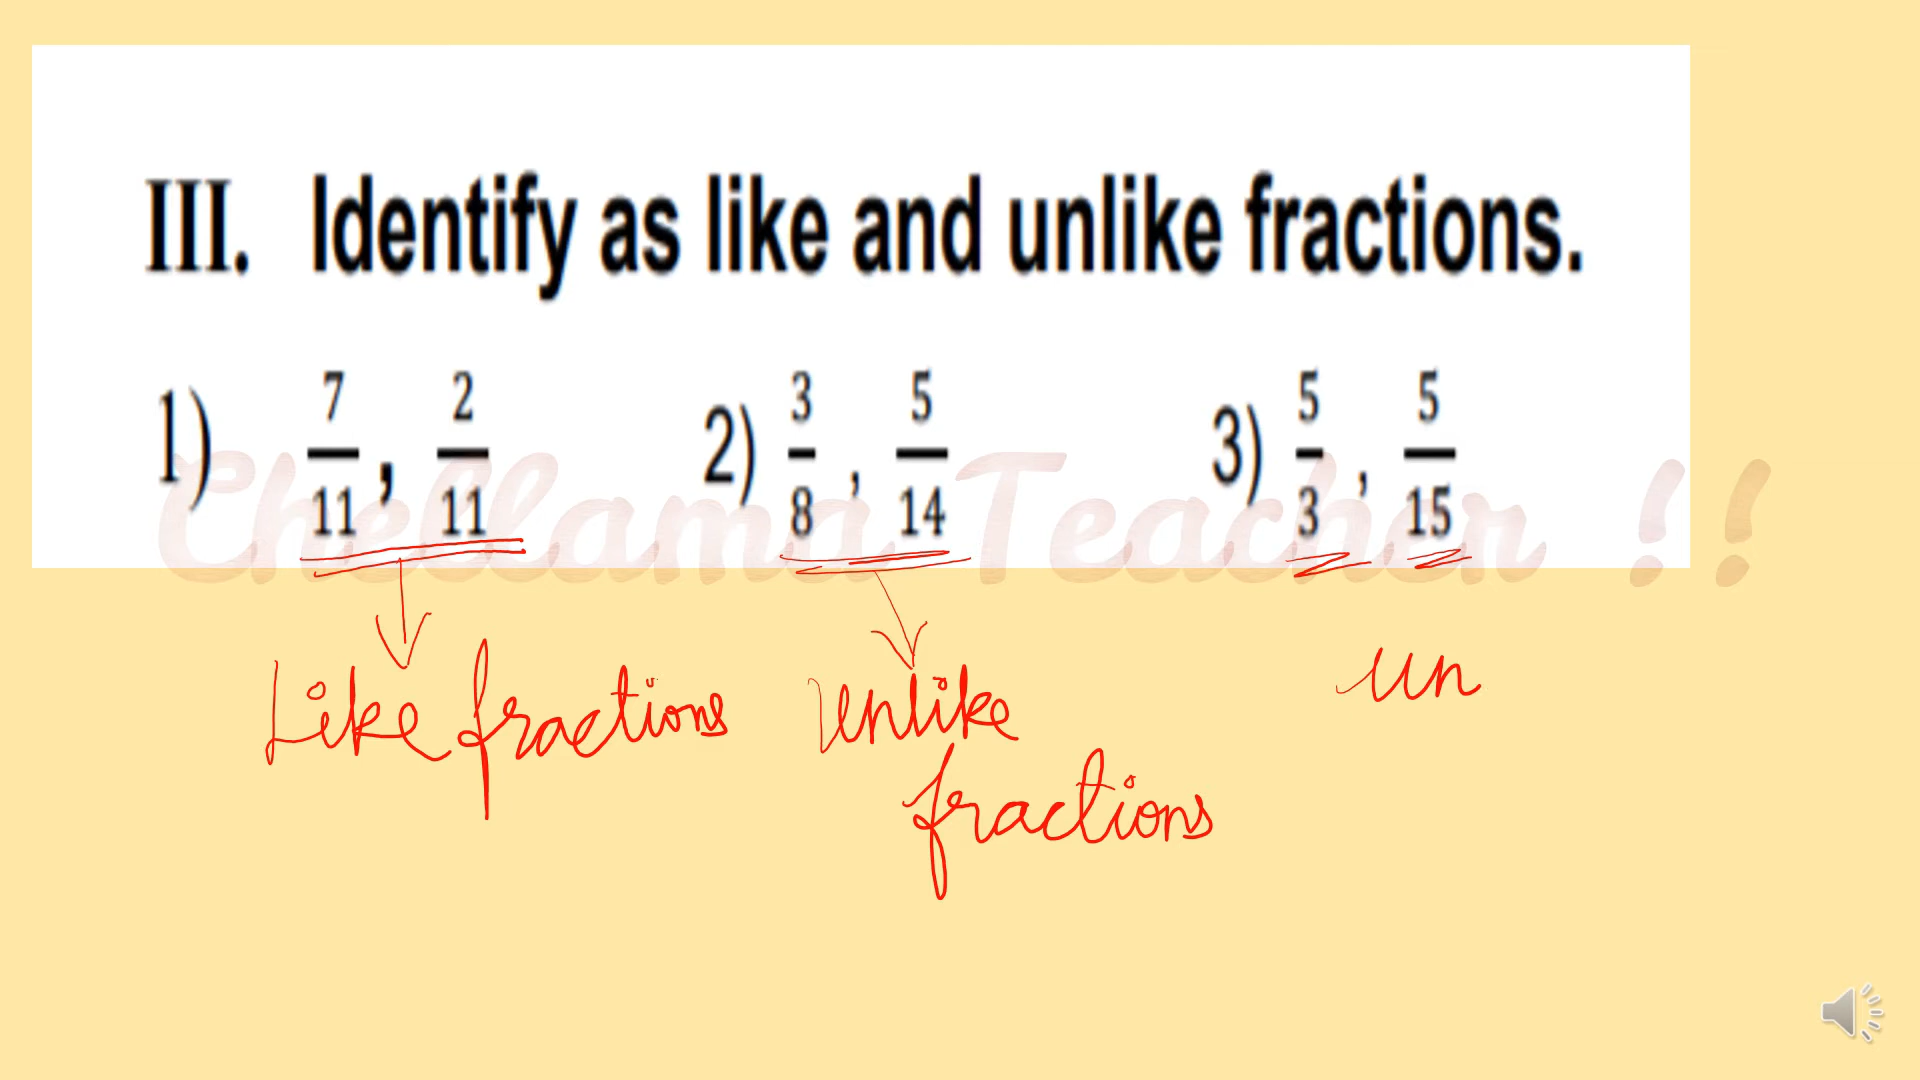 III. Identify as like and unlike fractions.
1) 7/11 , 2/11 2) 3/8 , 5/14 3) 5/3 , 5/15
Chellama Teacher !!
Like fractions Unlike un
fractions